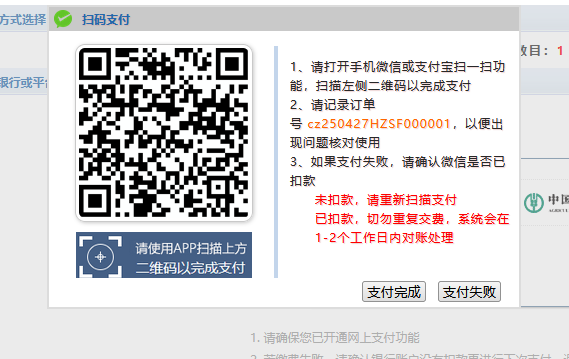 方式选择
扫码支付
数目：1
银行或平台
1、请打开手机微信或支付宝扫一扫功
能，扫描左侧二维码以完成支付
2、请记录订单
号 cz250427HZSF000001，以便出
现问题核对使用
3、如果支付失败，请确认微信是否已
扣款
未扣款，请重新扫描支付
已扣款，切勿重复交费，系统会在
1-2个工作日内对账处理
中国
请使用APP扫描上方
二维码以完成支付
支付完成
支付失败
1. 请确保您已开通网上支付功能